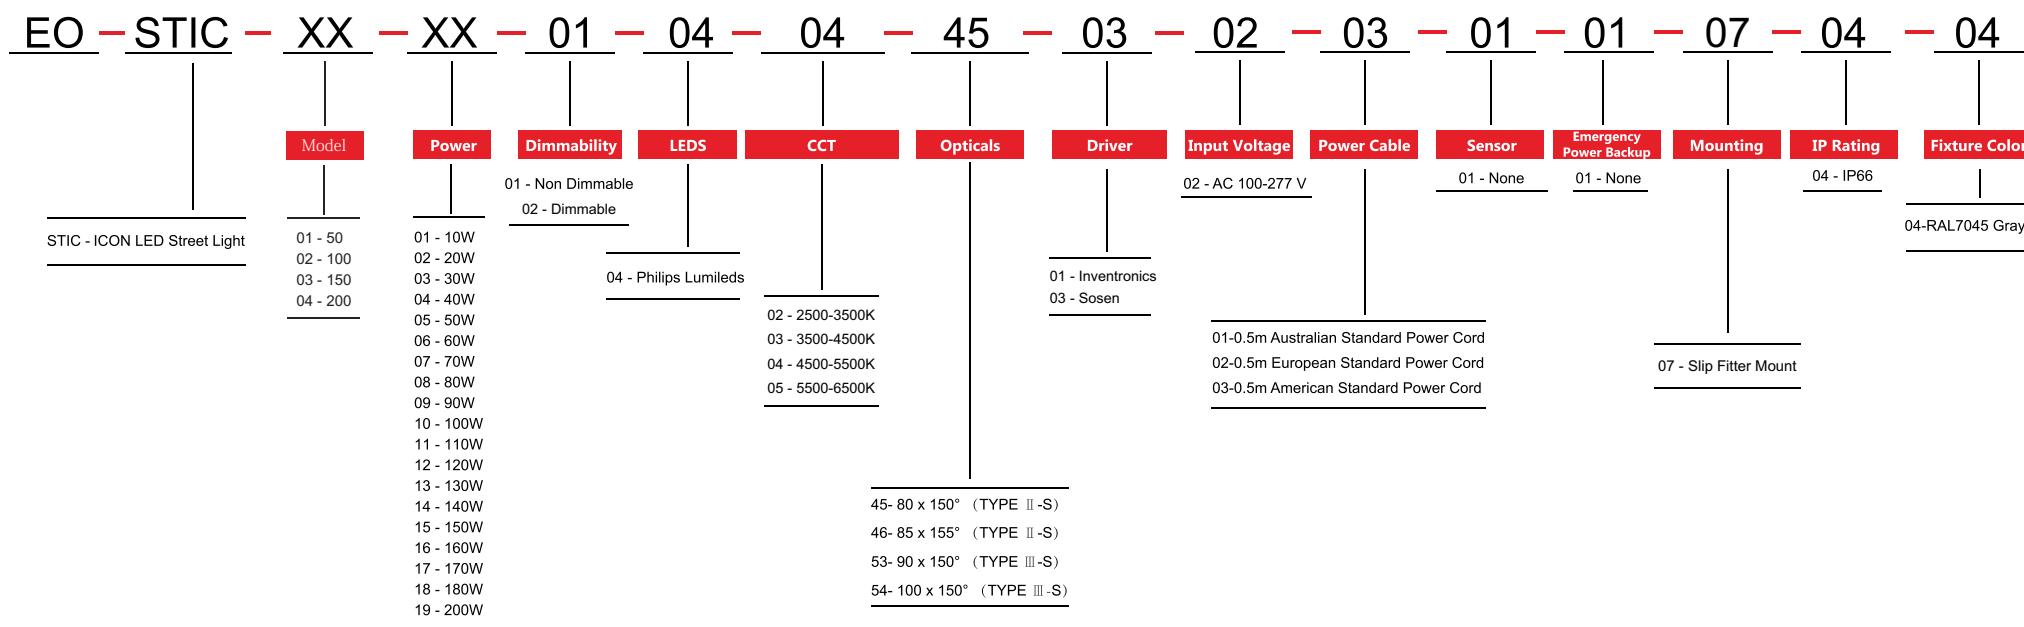 EO STIC XX XX 01 04 04 45 03 02 03 01 01 07 04 04
STIC - ICON LED Street Light
Model
01 - 50
02 - 100
03 - 150
04 - 200
Power
01 - 10W
02 - 20W
03 - 30W
04 - 40W
05 - 50W
06 - 60W
07 - 70W
08 - 80W
09 - 90W
10 - 100W
11 - 110W
12 - 120W
13 - 130W
14 - 140W
15 - 150W
16 - 160W
17 - 170W
18 - 180W
19 - 200W
Dimmability
01 - Non Dimmable
02 - Dimmable
LEDS
04 - Philips Lumileds
CCT
02 - 2500-3500K
03 - 3500-4500K
04 - 4500-5500K
05 - 5500-6500K
Opticals
45- 80 x 150° （TYPE Ⅱ-S）
46- 85 x 155° （TYPE Ⅱ-S）
53- 90 x 150° （TYPE Ⅲ-S）
54- 100 x 150° （TYPE Ⅲ-S）
Driver
01 - Inventronics
03 - Sosen
Input Voltage
02 - AC 100-277 V
Power Cable
01-0.5m Australian Standard Power Cord
02-0.5m European Standard Power Cord
03-0.5m American Standard Power Cord
Sensor
01 - None
Emergency
Power Backup
01 - None
Mounting
07 - Slip Fitter Mount
IP Rating
04 - IP66
Fixture Color
04-RAL7045 Gray